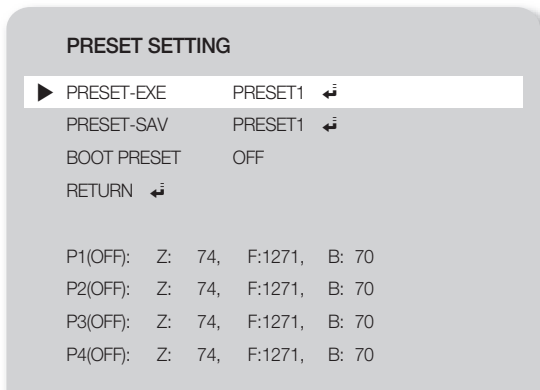 PRESET SETTING
▶ PRESET-EXE PRESET1 ↵
PRESET-SAV PRESET1 ↵
BOOT PRESET OFF
RETURN ↵
P1(OFF): Z: 74, F:1271, B: 70
P2(OFF): Z: 74, F:1271, B: 70
P3(OFF): Z: 74, F:1271, B: 70
P4(OFF): Z: 74, F:1271, B: 70